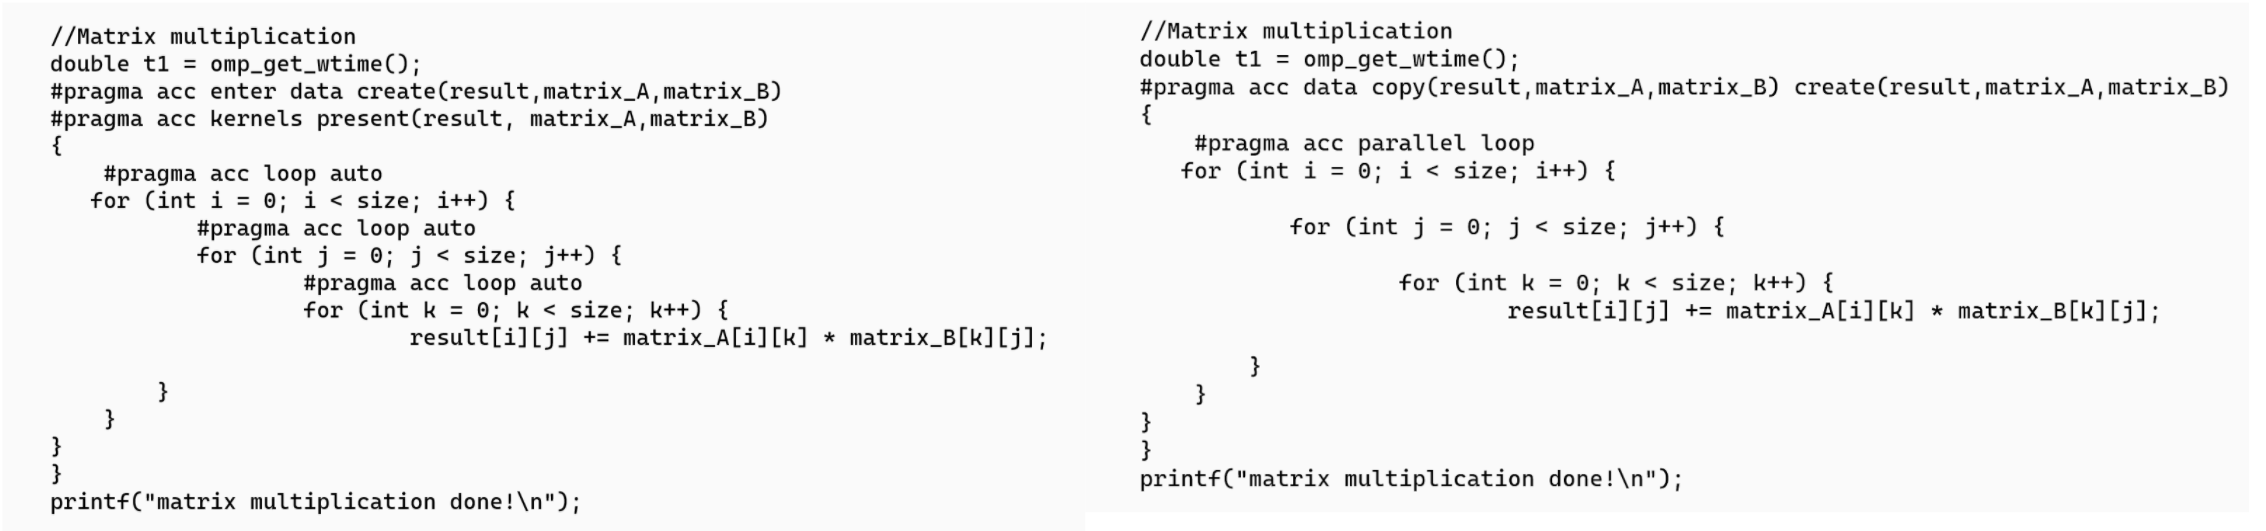 //Matrix multiplication
double t1 = omp_get_wtime();
#pragma acc enter data create(result,matrix_A,matrix_B)
#pragma acc kernels present(result, matrix_A,matrix_B)
{
#pragma acc loop auto
for (int i = 0; i < size; i++) {
#pragma acc loop auto
for (int j = 0; j < size; j++) {
#pragma acc loop auto
for (int k = 0; k < size; k++) {
result[i][j] += matrix_A[i][k] * matrix_B[k][j];
}
}
}
}
printf("matrix multiplication done!\n");
//Matrix multiplication
double t1 = omp_get_wtime();
#pragma acc data copy(result,matrix_A,matrix_B) create(result,matrix_A,matrix_B)
{
#pragma acc parallel loop
for (int i = 0; i < size; i++) {
for (int j = 0; j < size; j++) {
for (int k = 0; k < size; k++) {
result[i][j] += matrix_A[i][k] * matrix_B[k][j];
}
}
}
}
printf("matrix multiplication done!\n");